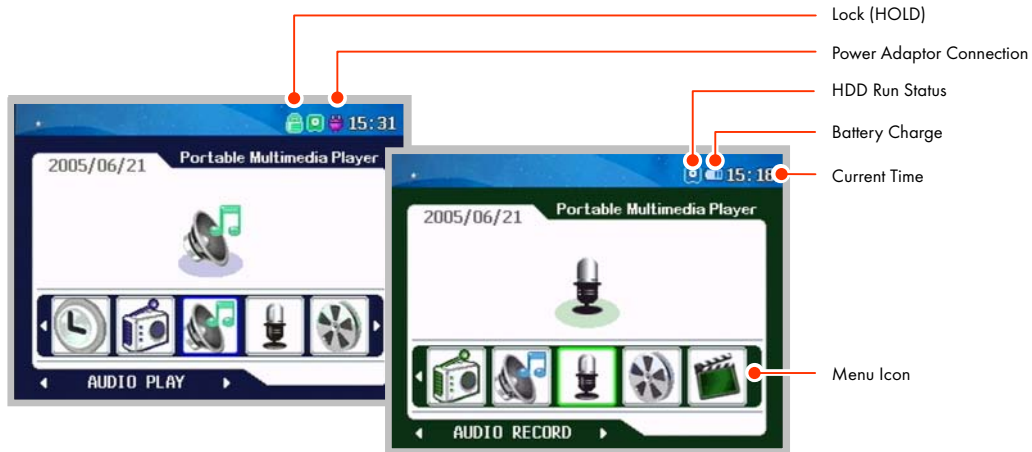 Lock (HOLD)
Power Adaptor Connection
HDD Run Status
Battery Charge
Current Time
Menu Icon
15:31
2005/06/21
Portable Multimedia Player
AUDIO PLAY
15:18
2005/06/21
Portable Multimedia Player
AUDIO RECORD